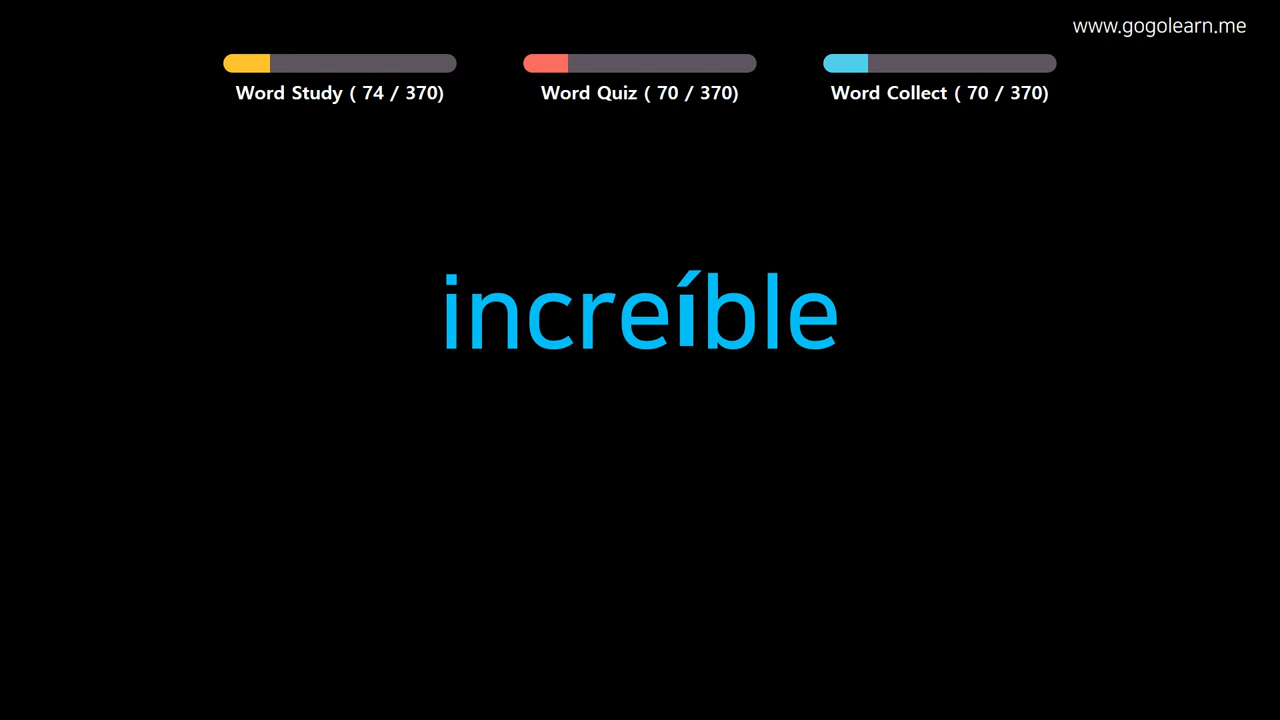 www.gogolearn.me
Word Study ( 74 / 370)
Word Quiz ( 70 / 370)
Word Collect ( 70 / 370)
increíble